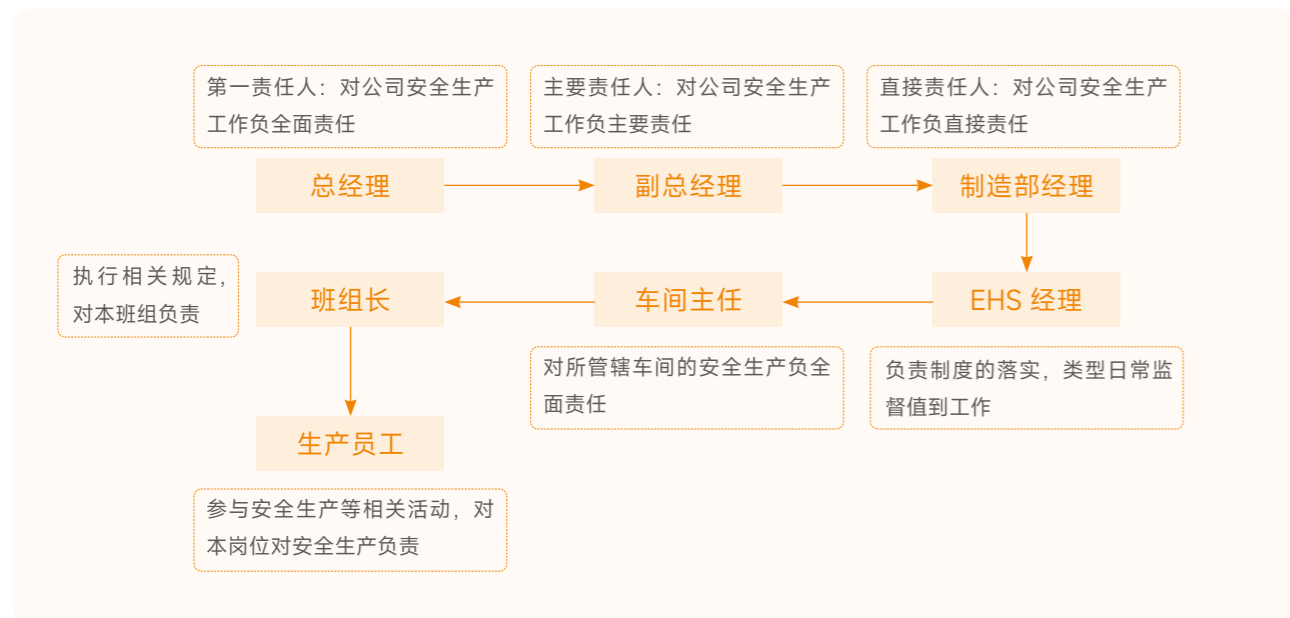 第一责任人：对公司安全生产
工作负全面责任
主要责任人：对公司安全生产
工作负主要责任
直接责任人：对公司安全生产
工作负直接责任
总经理
副总经理
制造部经理
执行相关规定，
对本班组负责
班组长
车间主任
EHS 经理
对所管辖车间的安全生产负全
面责任
负责制度的落实，类型日常监
督值到工作
生产员工
参与安全生产等相关活动，对
本岗位对安全生产负责